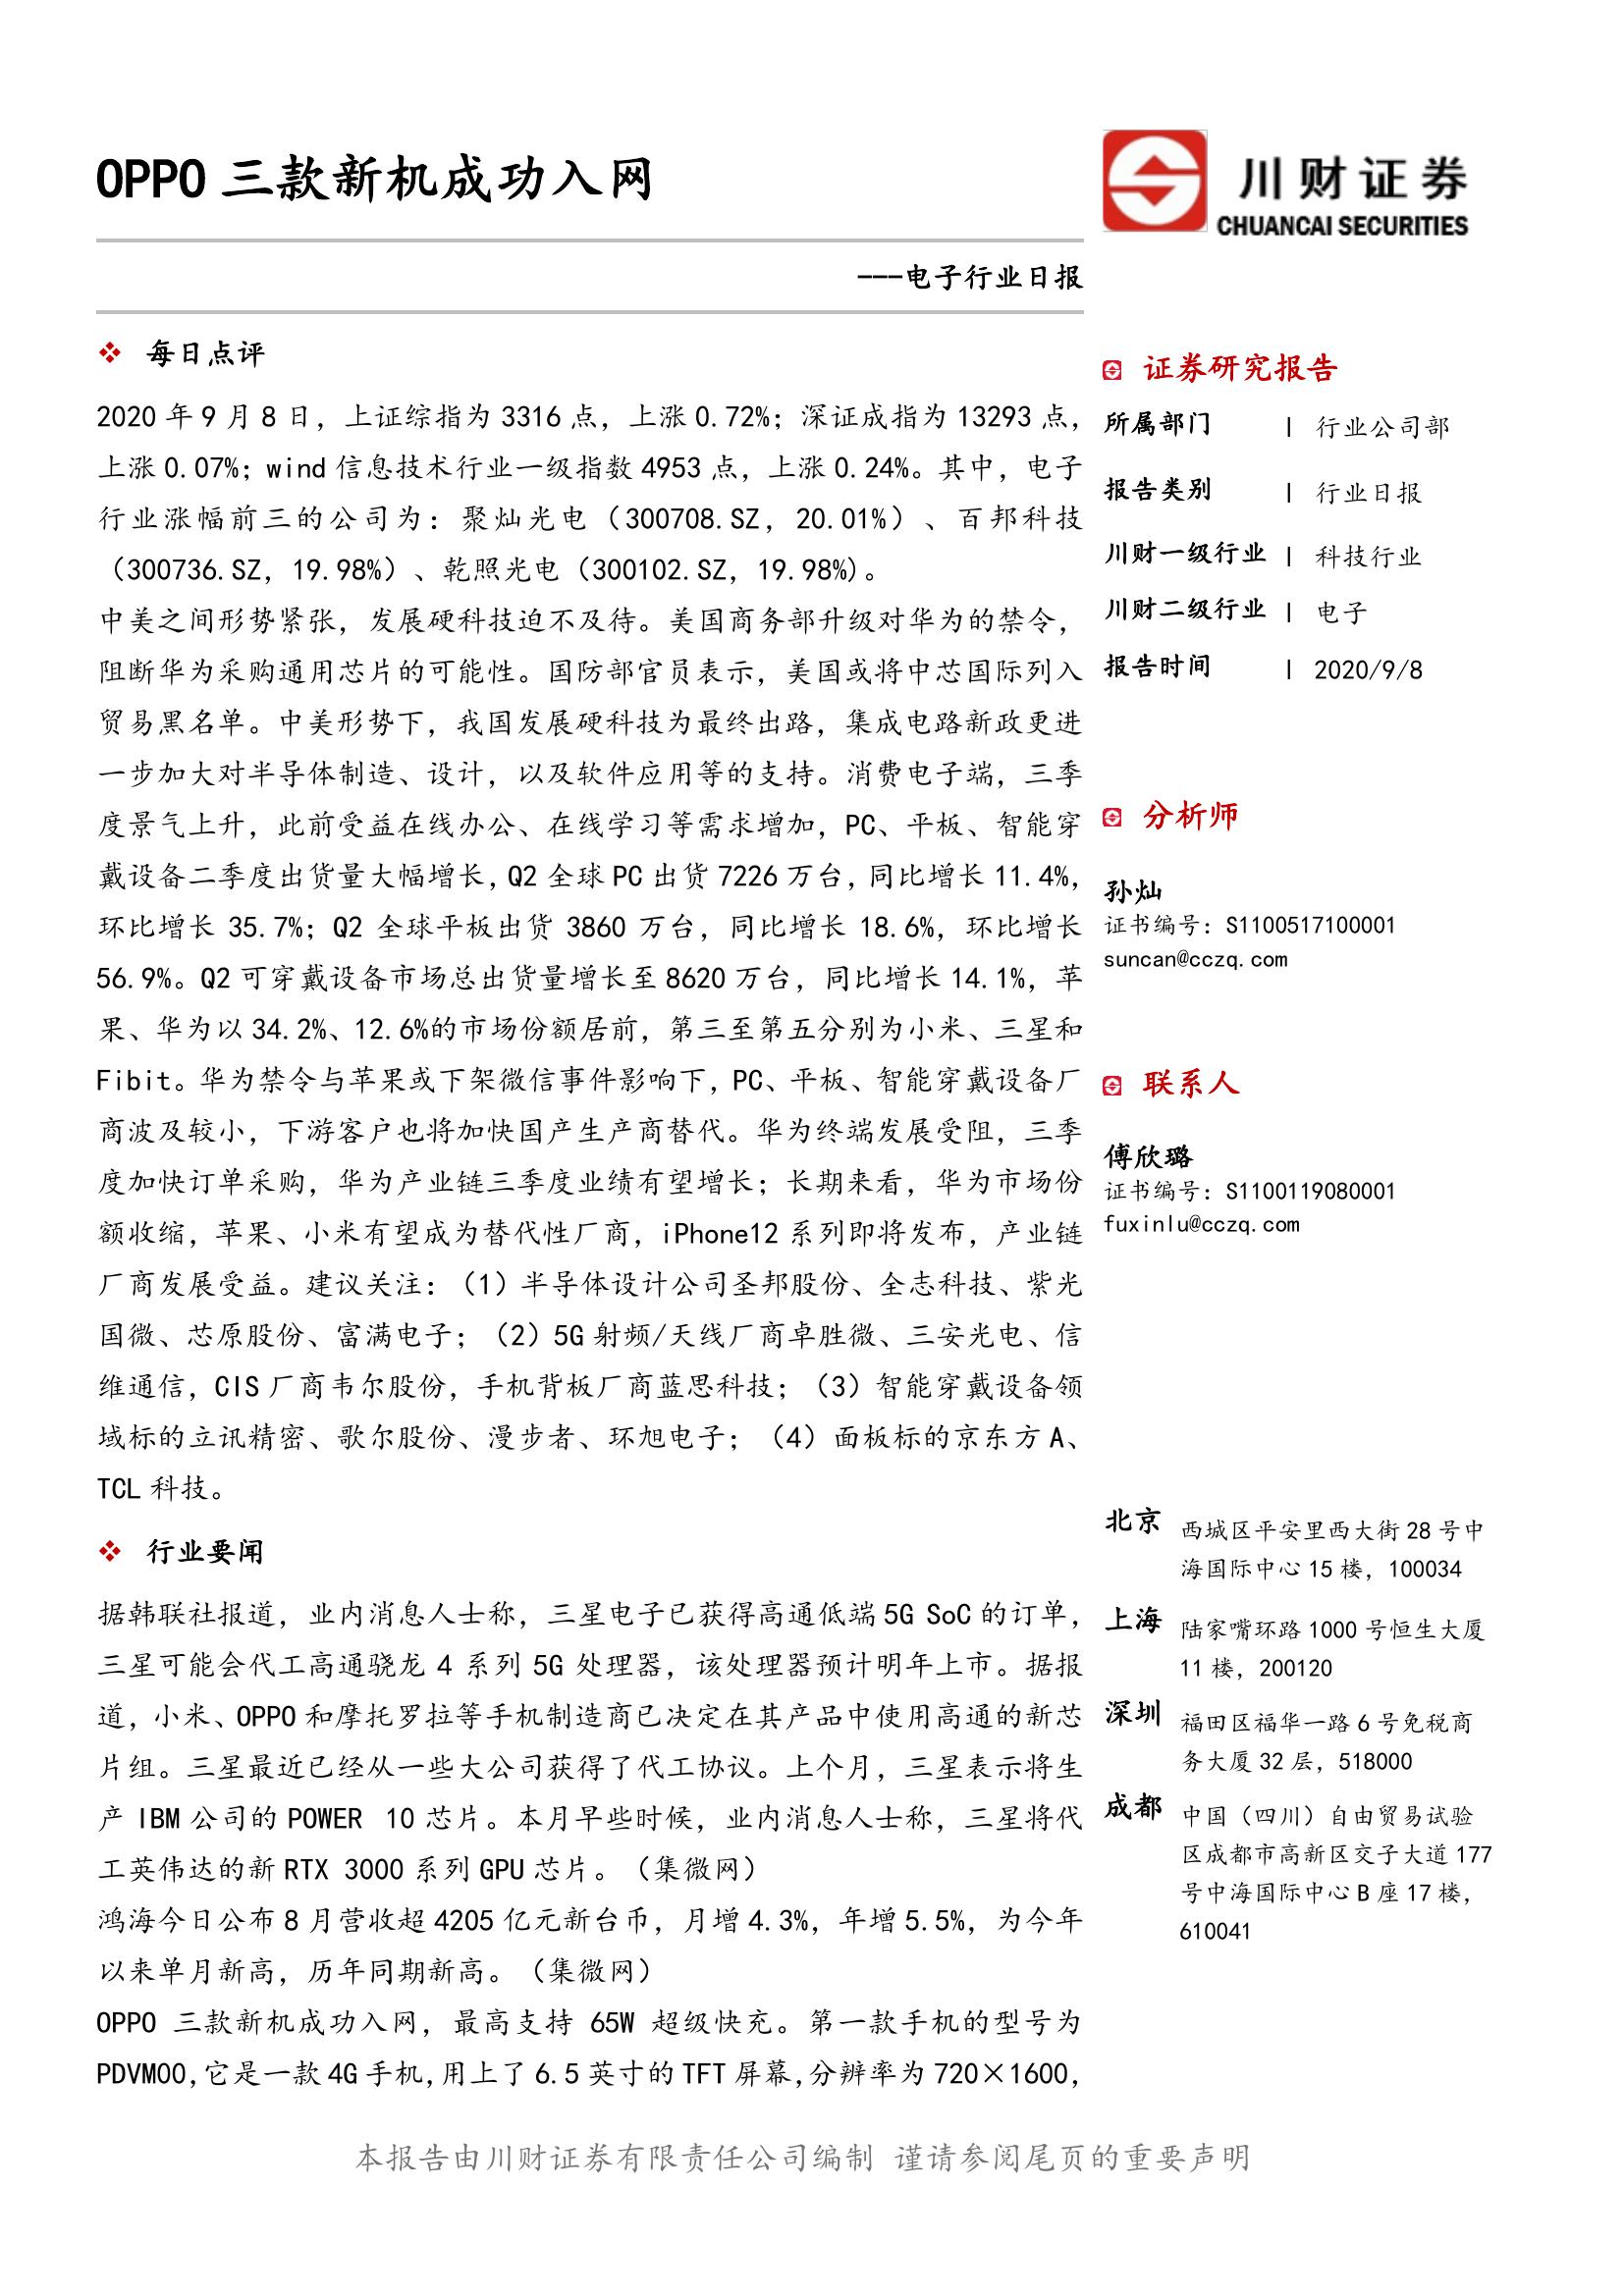 OPPO 三款新机成功入网
川财证券
CHUANCAI SECURITIES
---电子行业日报
❖ 每日点评
2020 年 9 月 8 日，上证综指为 3316 点，上涨 0.72%；深证成指为 13293 点，
上涨 0.07%；wind 信息技术行业一级指数 4953 点，上涨 0.24%。其中，电子
行业涨幅前三的公司为：聚灿光电（300708.SZ，20.01%）、百邦科技
（300736.SZ，19.98%）、乾照光电（300102.SZ，19.98%)。
中美之间形势紧张，发展硬科技迫不及待。美国商务部升级对华为的禁令，
阻断华为采购通用芯片的可能性。国防部官员表示，美国或将中芯国际列入
贸易黑名单。中美形势下，我国发展硬科技为最终出路，集成电路新政更进
一步加大对半导体制造、设计，以及软件应用等的支持。消费电子端，三季
度景气上升，此前受益在线办公、在线学习等需求增加，PC、平板、智能穿
戴设备二季度出货量大幅增长，Q2 全球 PC 出货 7226 万台，同比增长 11.4%，
环比增长 35.7%；Q2 全球平板出货 3860 万台，同比增长 18.6%，环比增长
56.9%。Q2 可穿戴设备市场总出货量增长至 8620 万台，同比增长 14.1%，苹
果、华为以 34.2%、12.6%的市场份额居前，第三至第五分别为小米、三星和
Fibit。华为禁令与苹果或下架微信事件影响下，PC、平板、智能穿戴设备厂
商波及较小，下游客户也将加快国产生产商替代。华为终端发展受阻，三季
度加快订单采购，华为产业链三季度业绩有望增长；长期来看，华为市场份
额收缩，苹果、小米有望成为替代性厂商，iPhone12 系列即将发布，产业链
厂商发展受益。建议关注：（1）半导体设计公司圣邦股份、全志科技、紫光
国微、芯原股份、富满电子；（2）5G 射频/天线厂商卓胜微、三安光电、信
维通信，CIS 厂商韦尔股份，手机背板厂商蓝思科技；（3）智能穿戴设备领
域标的立讯精密、歌尔股份、漫步者、环旭电子；（4）面板标的京东方 A、
TCL 科技。
❖ 行业要闻
据韩联社报道，业内消息人士称，三星电子已获得高通低端 5G SoC 的订单，
三星可能会代工高通骁龙 4 系列 5G 处理器，该处理器预计明年上市。据报
道，小米、OPPO 和摩托罗拉等手机制造商已决定在其产品中使用高通的新芯
片组。三星最近已经从一些大公司获得了代工协议。上个月，三星表示将生
产 IBM 公司的 POWER 10 芯片。本月早些时候，业内消息人士称，三星将代
工英伟达的新 RTX 3000 系列 GPU 芯片。（集微网）
鸿海今日公布 8 月营收超 4205 亿元新台币，月增 4.3%，年增 5.5%，为今年
以来单月新高，历年同期新高。（集微网）
OPPO 三款新机成功入网，最高支持 65W 超级快充。第一款手机的型号为
PDVM00，它是一款 4G 手机，用上了 6.5 英寸的 TFT 屏幕，分辨率为 720×1600，
证券研究报告
所属部门 | 行业公司部
报告类别 | 行业日报
川财一级行业 | 科技行业
川财二级行业 | 电子
报告时间 | 2020/9/8
分析师
孙灿
证书编号：S1100517100001
suncan@cczq.com
联系人
傅欣璐
证书编号：S1100119080001
fuxinlu@cczq.com
北京 西城区平安里西大街 28 号中
海国际中心 15 楼，100034
上海 陆家嘴环路 1000 号恒生大厦
11 楼，200120
深圳 福田区福华一路 6 号免税商
务大厦 32 层，518000
成都 中国（四川）自由贸易试验
区成都市高新区交子大道 177
号中海国际中心 B 座 17 楼，
610041
本报告由川财证券有限责任公司编制 谨请参阅尾页的重要声明